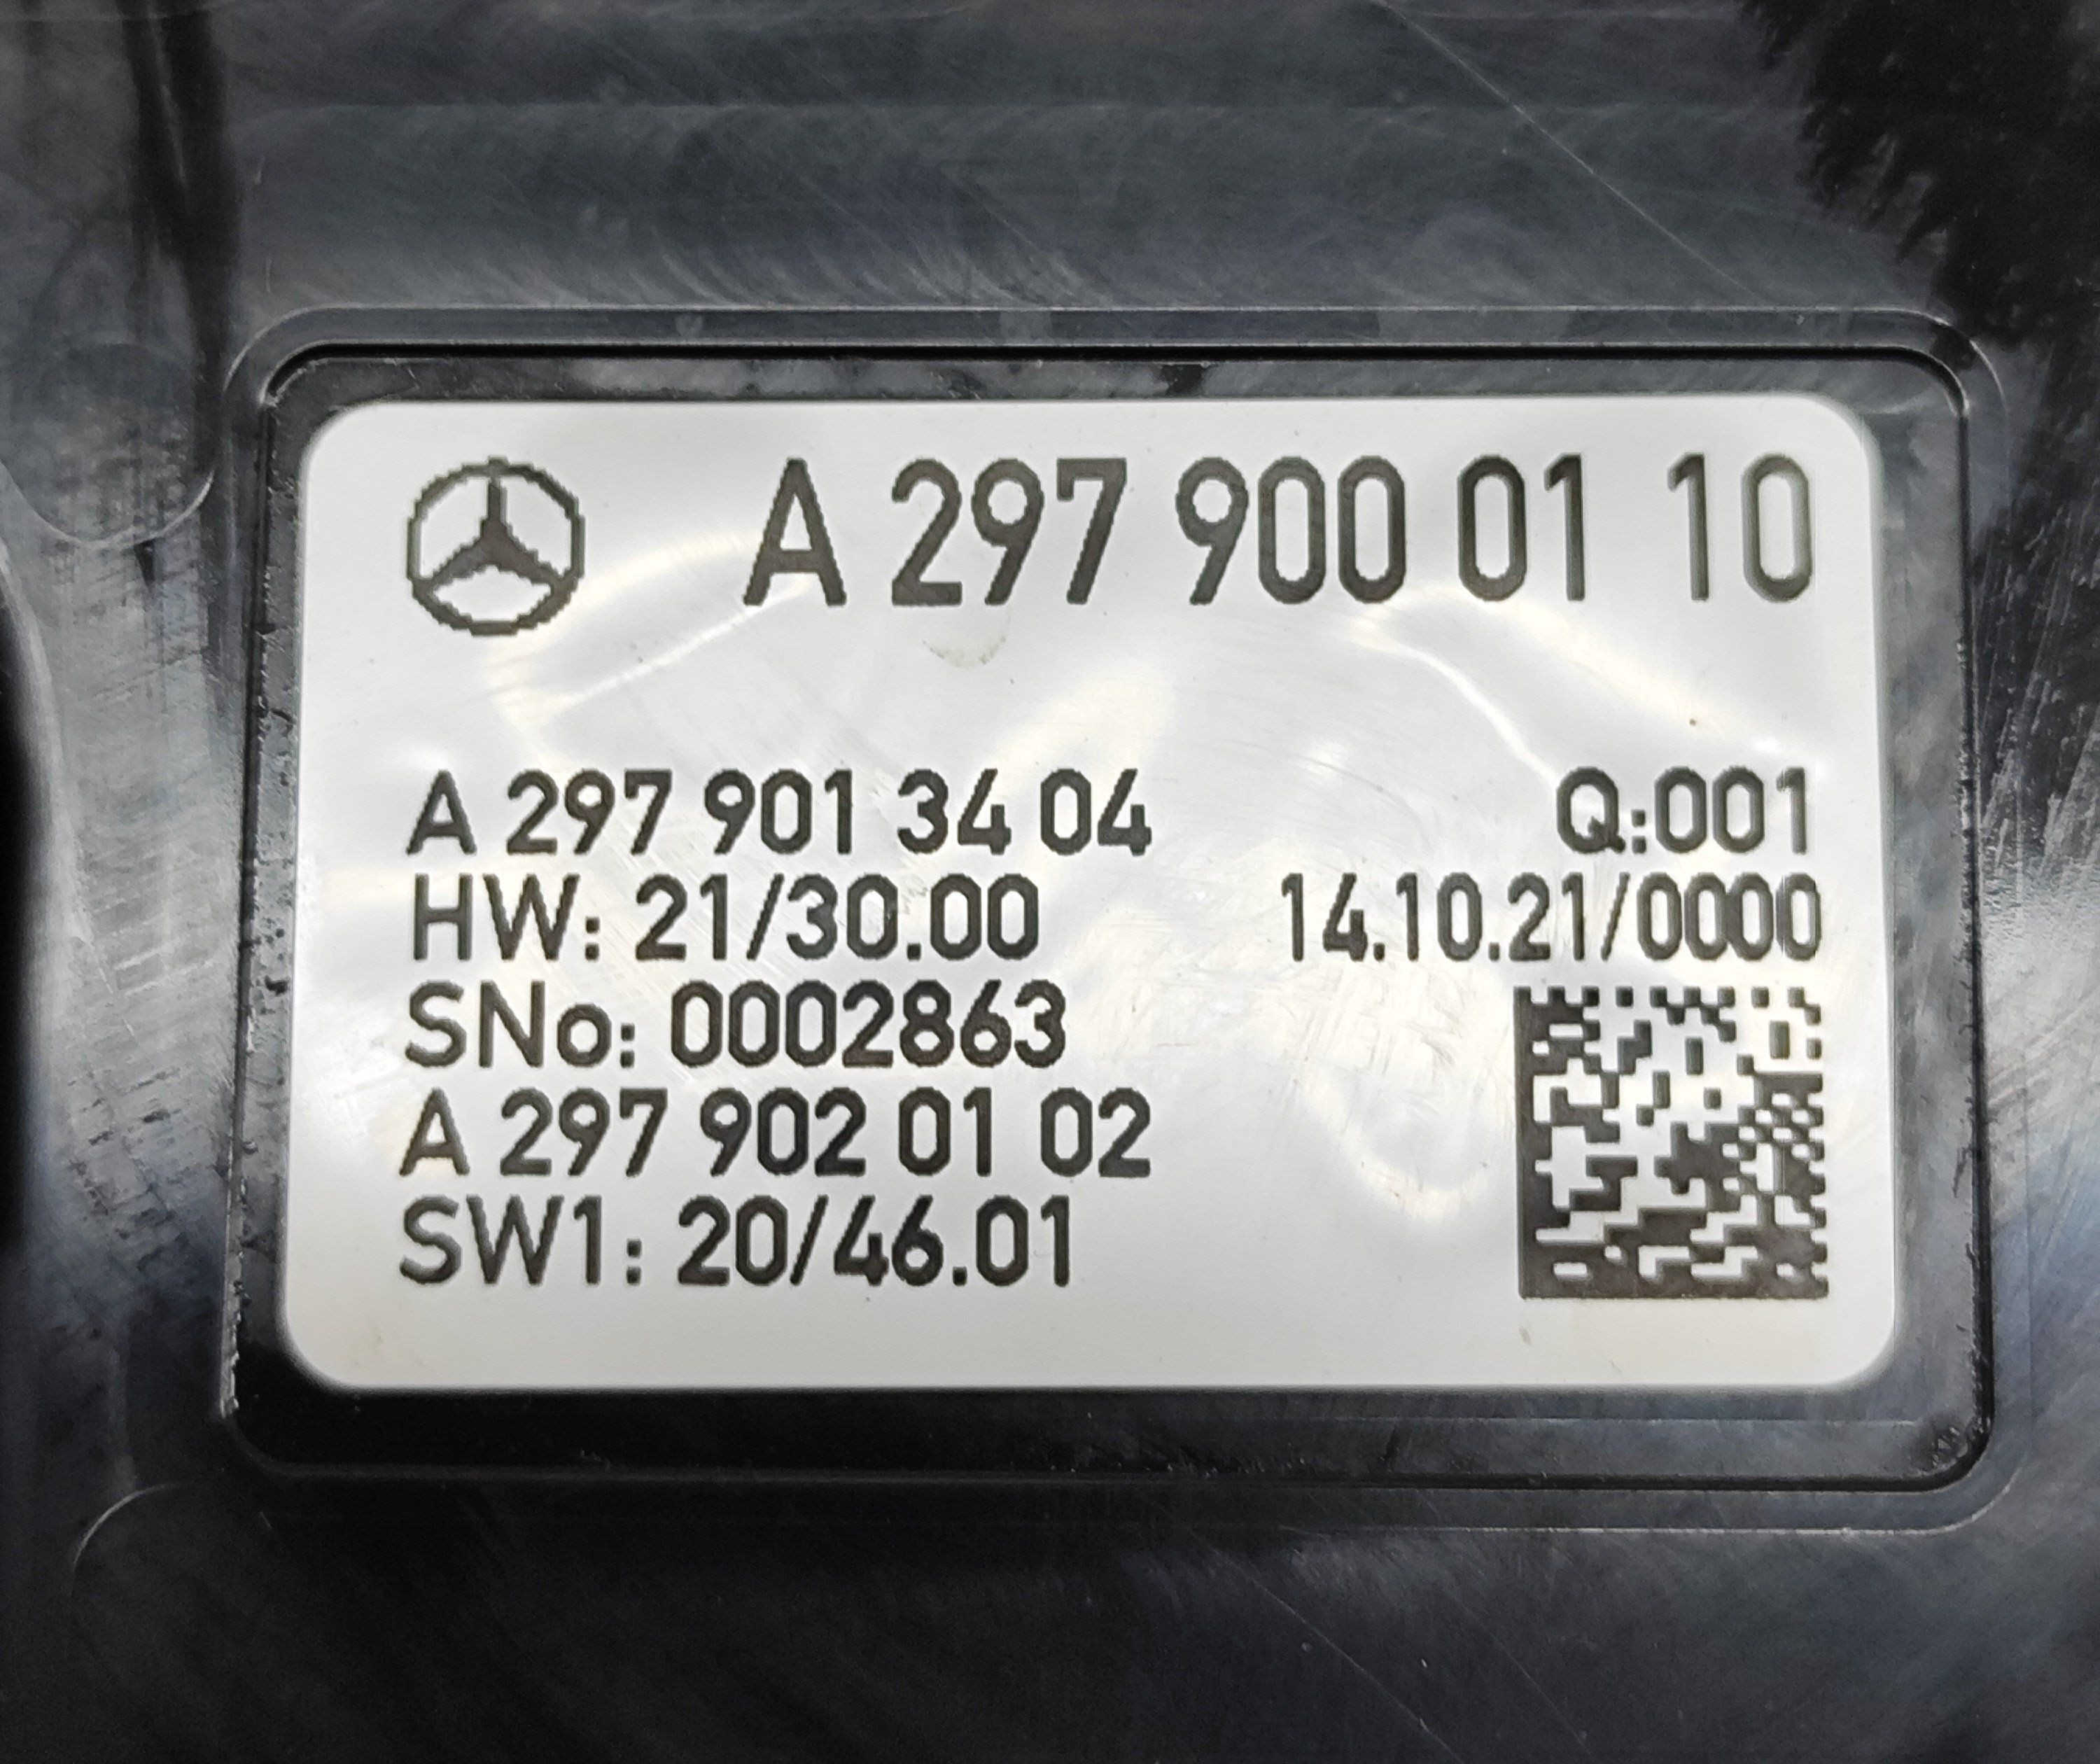 A 297 900 01 10
A 297 901 34 04 Q:001
HW: 21/30.00 14.10.21/0000
SNo: 0002863
A 297 902 01 02
SW1: 20/46.01